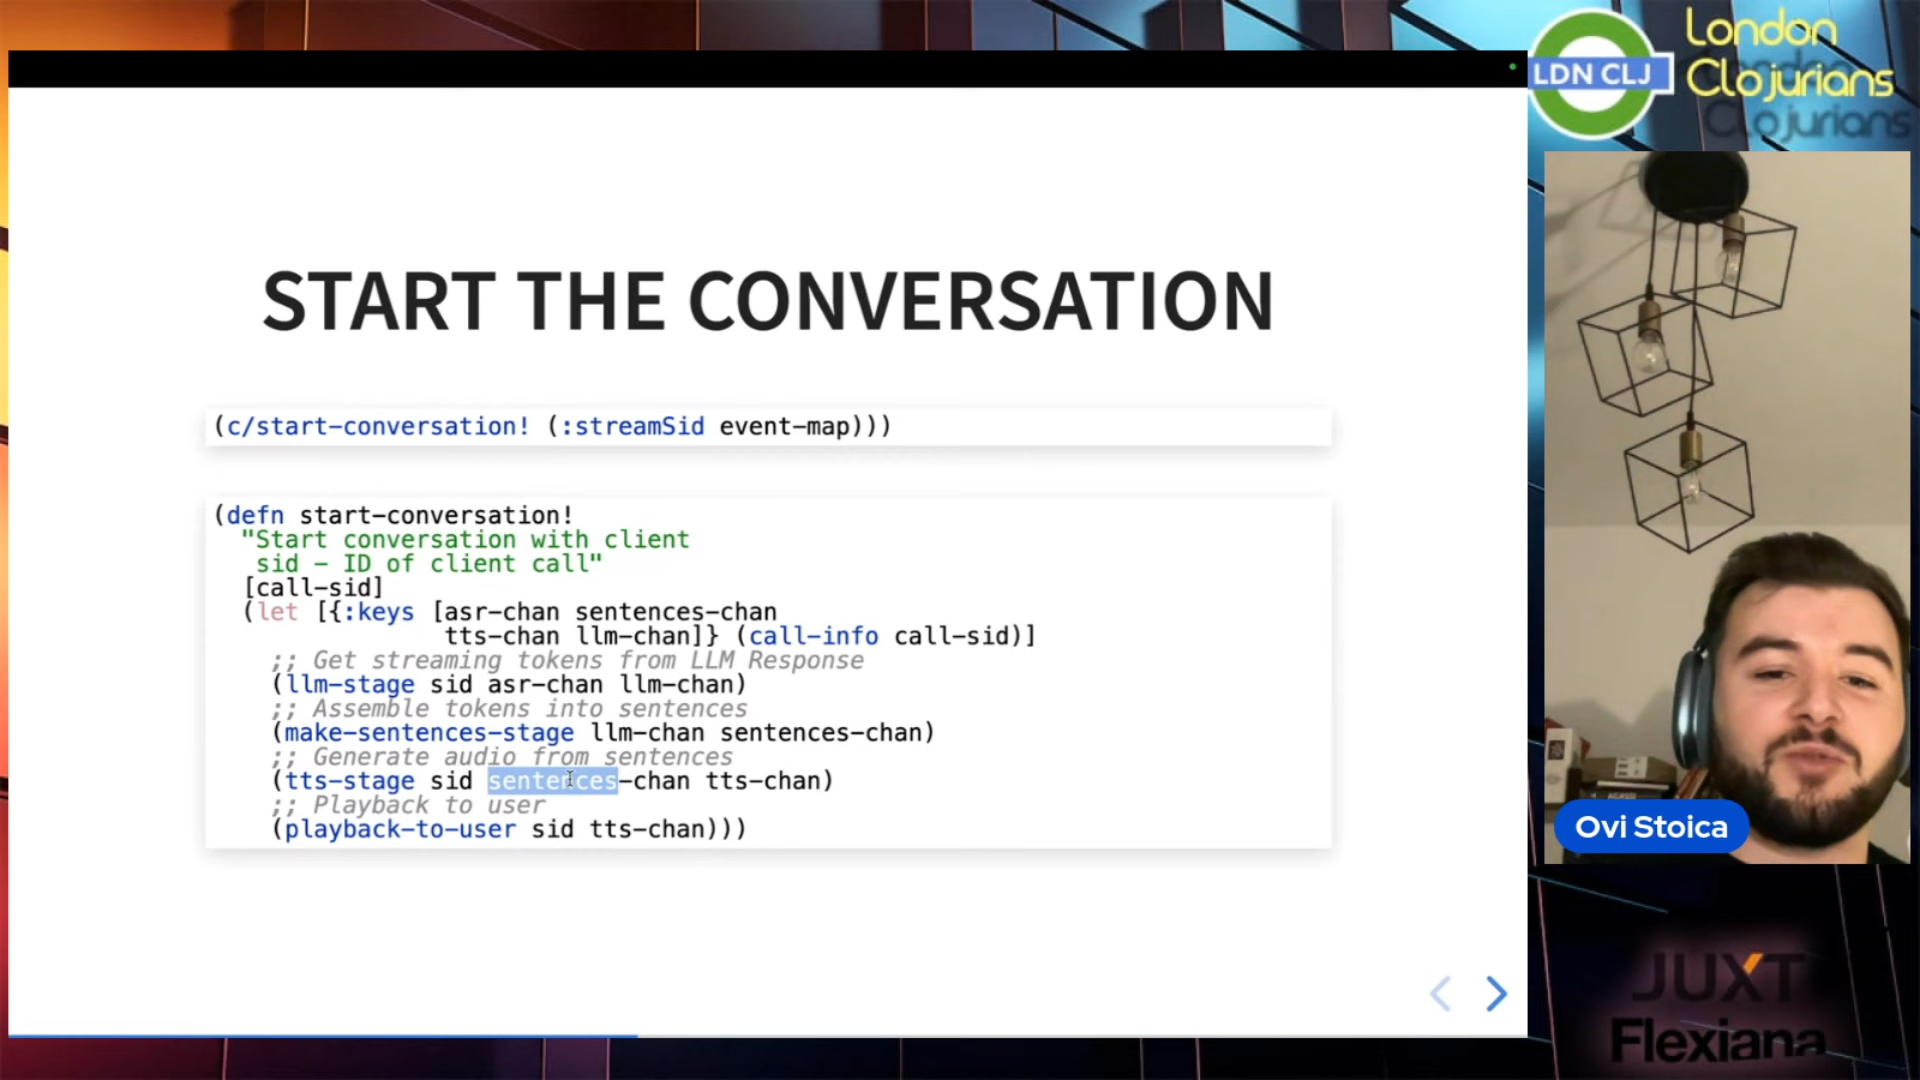 START THE CONVERSATION
(c/start-conversation! (:streamSid event-map)))
(defn start-conversation!
"Start conversation with client
sid – ID of client call"
[call-sid]
(let [{:keys [asr-chan sentences-chan
tts-chan llm-chan]} (call-info call-sid)]
;; Get streaming tokens from LLM Response
(llm-stage sid asr-chan llm-chan)
;; Assemble tokens into sentences
(make-sentences-stage llm-chan sentences-chan)
;; Generate audio from sentences
(tts-stage sid sentences-chan tts-chan)
;; Playback to user
(playback-to-user sid tts-chan)))
LDN CLJ
London
Clojurians
Clojurians
Ovi Stoica
JUXT
Flexiana